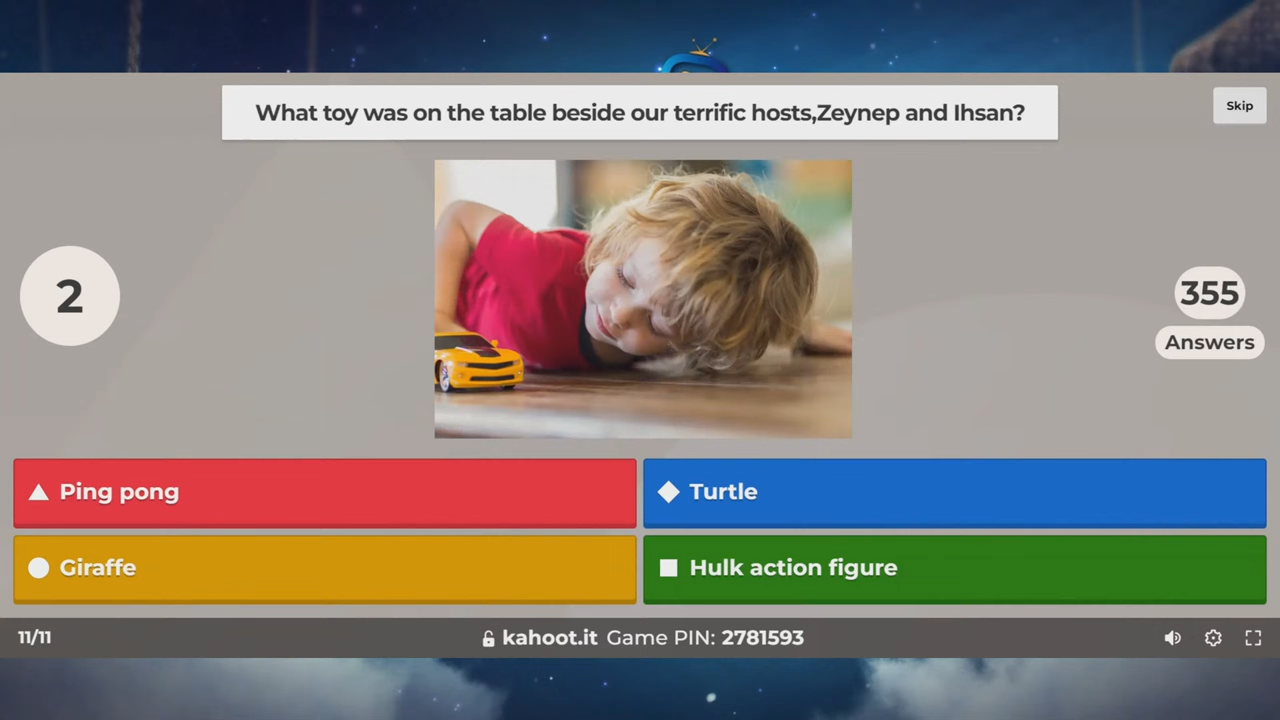 What toy was on the table beside our terrific hosts,Zeynep and Ihsan?
Skip
2
355
Answers
Ping pong
Turtle
Giraffe
Hulk action figure
11/11
kahoot.it Game PIN: 2781593